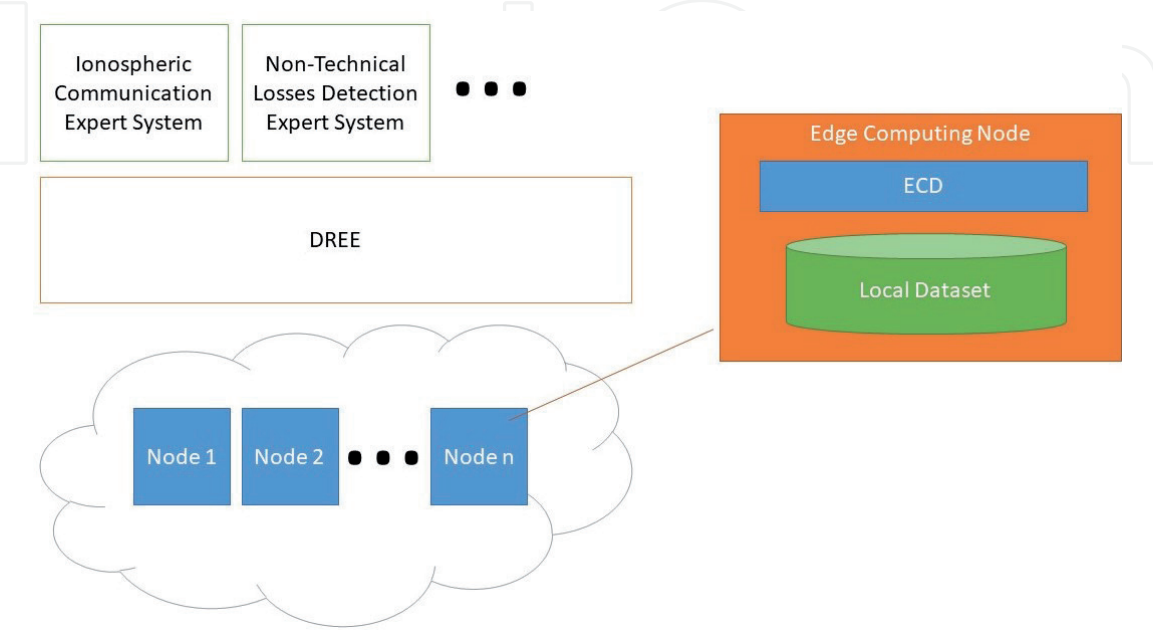 Ionospheric
Communication
Expert System
Non-Technical
Losses Detection
Expert System
DREE
Edge Computing Node
ECD
Local Dataset
Node 1
Node 2
Node n